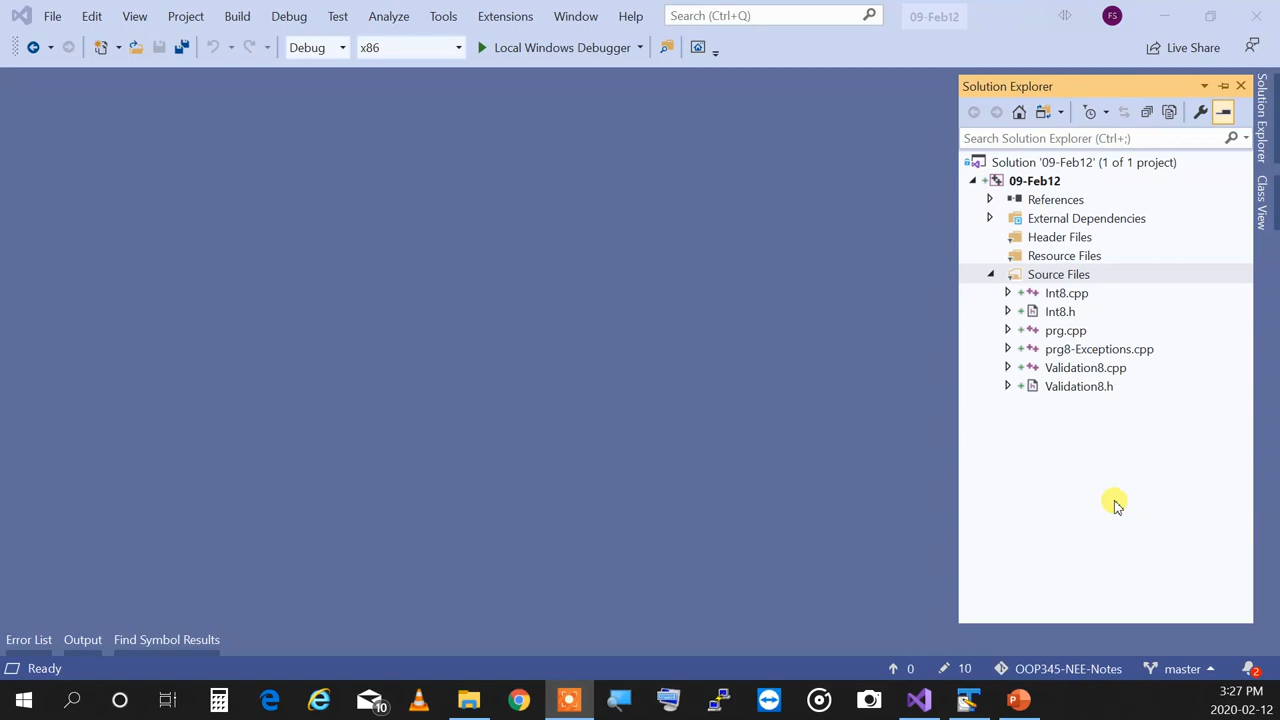 File Edit View Project Build Debug Test Analyze Tools Extensions Window Help Search (Ctrl+Q) 09-Feb12 FS
Debug x86 Local Windows Debugger Live Share
Solution Explorer
Search Solution Explorer (Ctrl+;)
Solution '09-Feb12' (1 of 1 project)
09-Feb12
References
External Dependencies
Header Files
Resource Files
Source Files
Int8.cpp
Int8.h
prg.cpp
prg8-Exceptions.cpp
Validation8.cpp
Validation8.h
Solution Explorer
Class View
Error List Output Find Symbol Results
Ready 0 10 OOP345-NEE-Notes master 2
10
3:27 PM
2020-02-12